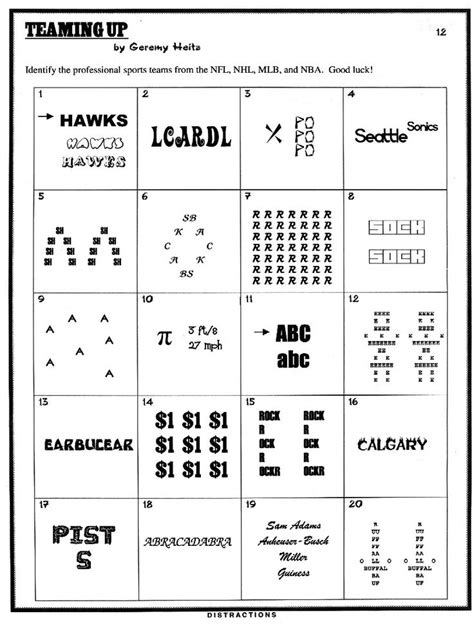 TEAMING UP
12
by Geremy Heitz
Identify the professional sports teams from the NFL, NHL, MLB, and NBA. Good luck!
1
HAWKS
HAWKS
HAWKS
2
LCARDL
3
X
PO
PO
PO
4
Seattle Sonics
5
SH SH
SH SH SH SH
SH SH SH SH
SH SH SH SH
6
SB
K A
C C
A K
BS
7
R R R R R R R
R R R R R R R
R R R R R R R
R R R R R R R
R R R R R R R
R R R R R R R
R R R R R R R
8
SOCK
SOCK
9
A
A A
A
A
A
10
π
3 ft/s
27 mph
11
ABC
abc
12
13
EARBUCEAR
14
$1 $1 $1
$1 $1 $1
$1 $1 $1
15
ROCK ROCK
R R
OCK OCK
R R
OCKR OCKR
16
CALGARY
17
PIST
S
18
ABRACADABRA
19
Sam Adams
Anheuser-Busch
Miller
Guiness
20
R R
UU UU
FF FF
AA AA
O LL O LL O
BUFFAL BUFFAL
BA BA
UF UF
DISTRACTIONS